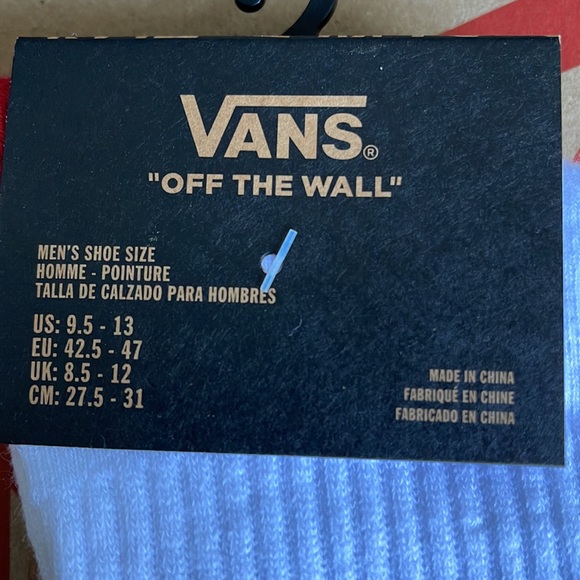 VANS®
"OFF THE WALL"
MEN'S SHOE SIZE
HOMME - POINTURE
TALLA DE CALZADO PARA HOMBRES
US: 9.5 - 13
EU: 42.5 - 47
UK: 8.5 - 12
CM: 27.5 - 31
MADE IN CHINA
FABRIQUÉ EN CHINE
FABRICADO EN CHINA